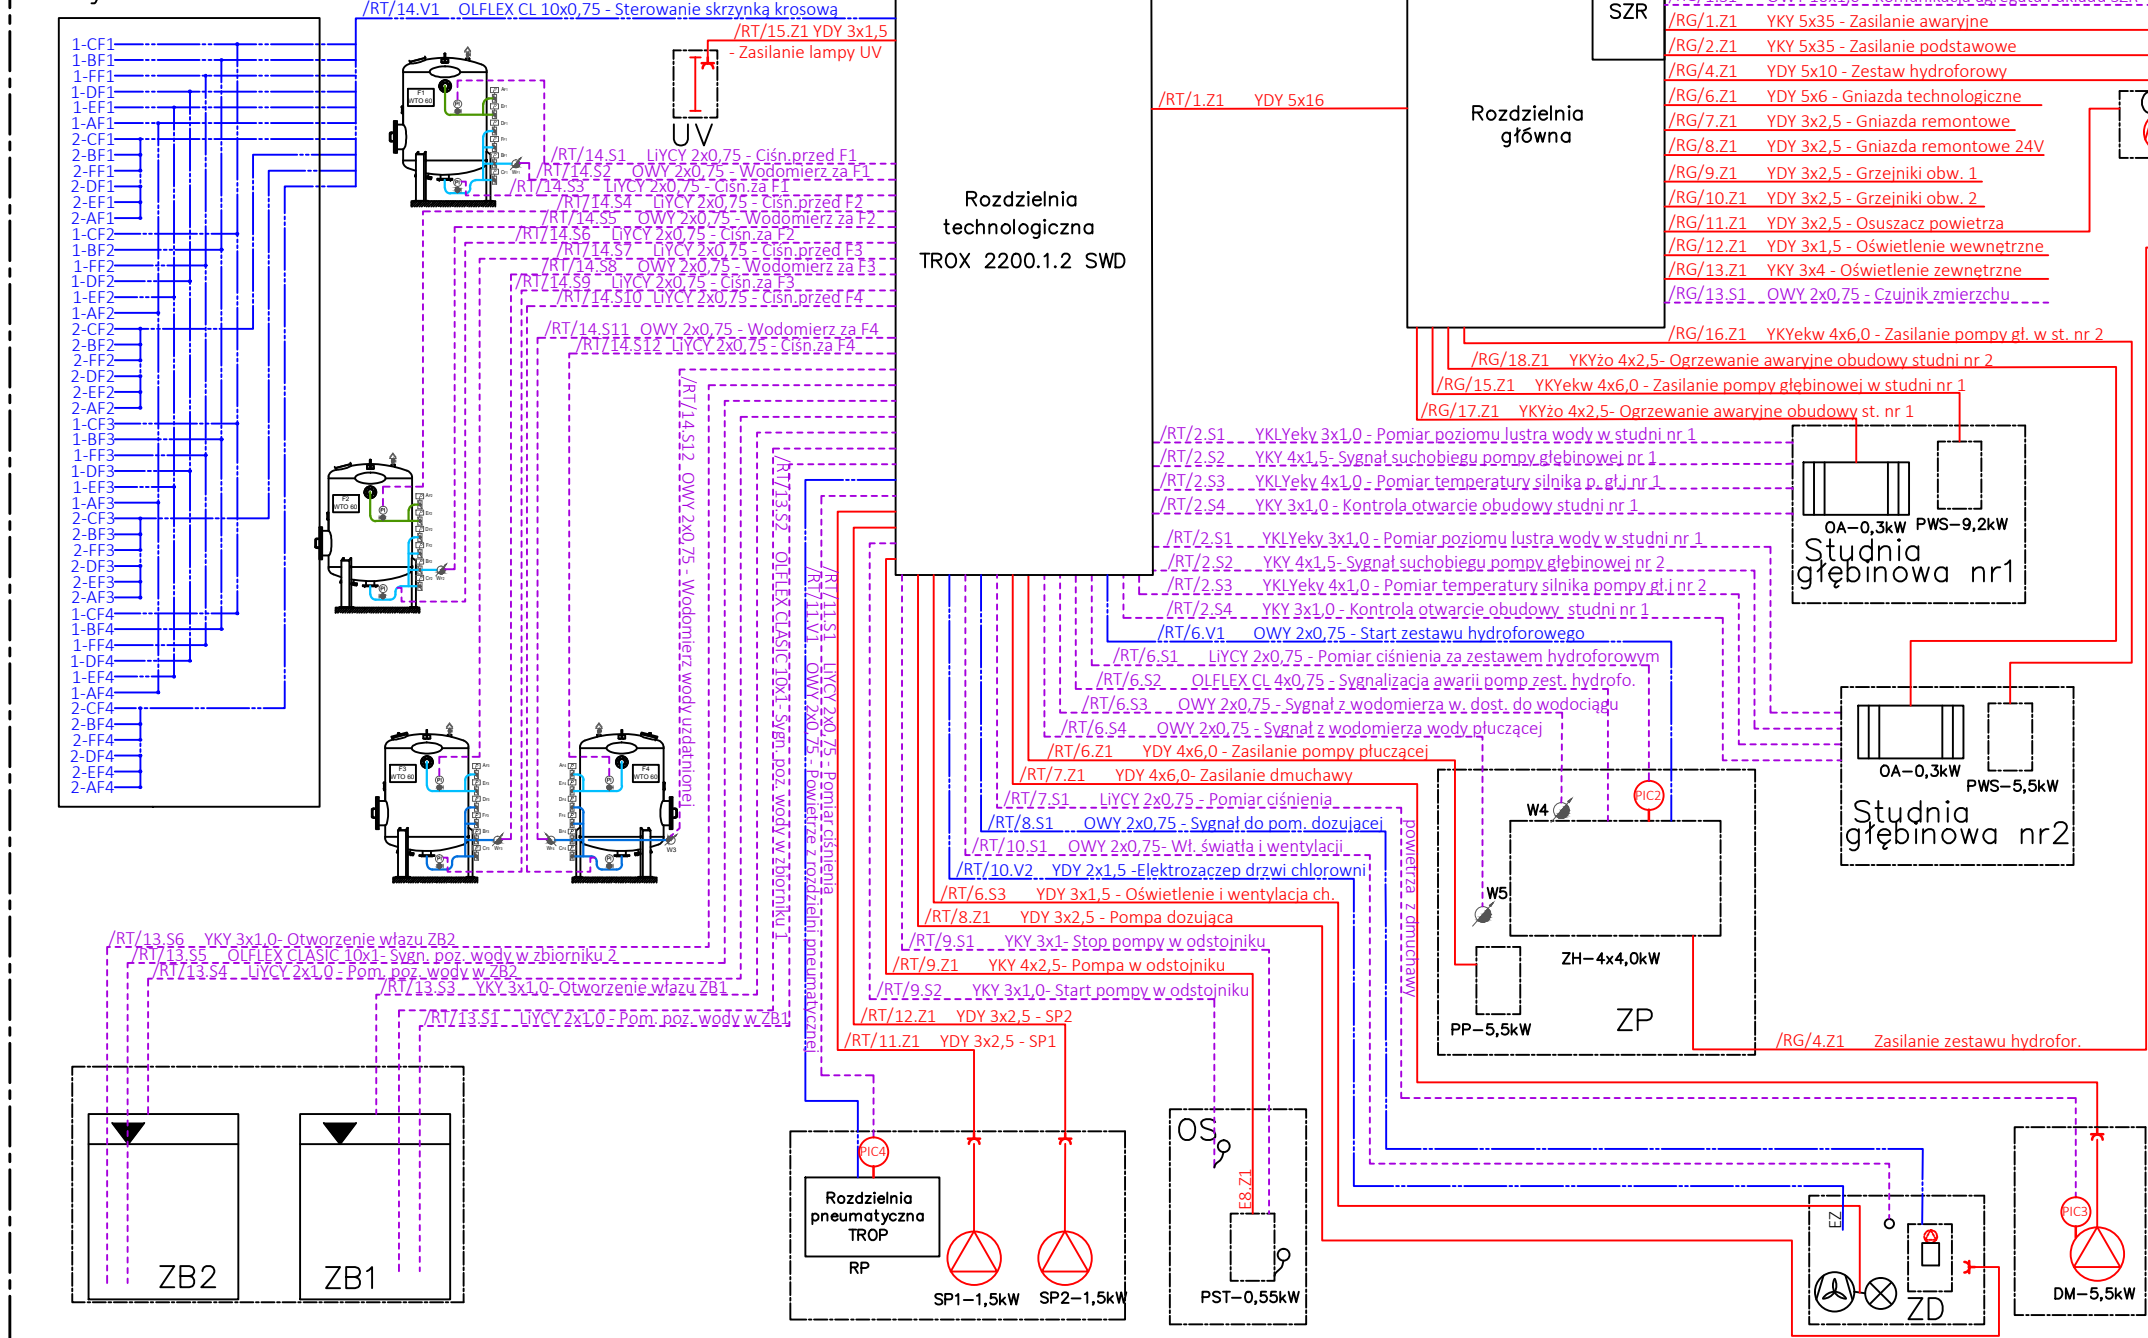 /RT/14.V1 OLFLEX CL 10x0,75 - Sterowanie skrzynką krosową
1-CF1
1-BF1
1-FF1
1-DF1
1-EF1
1-AF1
2-CF1
2-BF1
2-FF1
2-DF1
2-EF1
2-AF1
1-CF2
1-BF2
1-FF2
1-DF2
1-EF2
1-AF2
2-CF2
2-BF2
2-FF2
2-DF2
2-EF2
2-AF2
1-CF3
1-BF3
1-FF3
1-DF3
1-EF3
1-AF3
2-CF3
2-BF3
2-FF3
2-DF3
2-EF3
2-AF3
1-CF4
1-BF4
1-FF4
1-DF4
1-EF4
1-AF4
2-CF4
2-BF4
2-FF4
2-DF4
2-EF4
2-AF4
F1
WTO 60
F2
WTO 60
F3
WTO 60
F4
WTO 60
W3
/RT/15.Z1 YDY 3x1,5
- Zasilanie lampy UV
UV
/RT/14.S1 LiYCY 2x0,75 - Ciśn.przed F1
/RT/14.S2 OWY 2x0,75 - Wodomierz za F1
/RT/14.S3 LiYCY 2x0,75 - Ciśn.za F1
/RT/14.S4 LiYCY 2x0,75 - Ciśn.przed F2
/RT/14.S5 OWY 2x0,75 - Wodomierz za F2
/RT/14.S6 LiYCY 2x0,75 - Ciśn.za F2
/RT/14.S7 LiYCY 2x0,75 - Ciśn.przed F3
/RT/14.S8 OWY 2x0,75 - Wodomierz za F3
/RT/14.S9 LiYCY 2x0,75 - Ciśn.za F3
/RT/14.S10 LiYCY 2x0,75 - Ciśn.przed F4
/RT/14.S11 OWY 2x0,75 - Wodomierz za F4
/RT/14.S12 LiYCY 2x0,75 - Ciśn.za F4
/RT/14.S12 OWY 2x0,75 - Wodomierz wody uzdatnionej
/RT/13.S2 OLFLEX CLASIC 10x1- Sygn. poz. wody w zbiorniku 1
/RT/11.V1 OWY 2x0,75 - Powietrze z rozdzielni pneumatycznej
/RT/11.S1 LiYCY 2x0,75 - Pomiar ciśnienia
Rozdzielnia
technologiczna
TROX 2200.1.2 SWD
/RT/1.Z1 YDY 5x16
Rozdzielnia
główna
SZR
/RG/1.Z1 YKY 5x35 - Zasilanie awaryjne
/RG/2.Z1 YKY 5x35 - Zasilanie podstawowe
/RG/4.Z1 YDY 5x10 - Zestaw hydroforowy
/RG/6.Z1 YDY 5x6 - Gniazda technologiczne
/RG/7.Z1 YDY 3x2,5 - Gniazda remontowe
/RG/8.Z1 YDY 3x2,5 - Gniazda remontowe 24V
/RG/9.Z1 YDY 3x2,5 - Grzejniki obw. 1
/RG/10.Z1 YDY 3x2,5 - Grzejniki obw. 2
/RG/11.Z1 YDY 3x2,5 - Osuszacz powietrza
/RG/12.Z1 YDY 3x1,5 - Oświetlenie wewnętrzne
/RG/13.Z1 YKY 3x4 - Oświetlenie zewnętrzne
/RG/13.S1 OWY 2x0,75 - Czujnik zmierzchu
/RG/16.Z1 YKYekw 4x6,0 - Zasilanie pompy gł. w st. nr 2
/RG/18.Z1 YKYżo 4x2,5- Ogrzewanie awaryjne obudowy studni nr 2
/RG/15.Z1 YKYekw 4x6,0 - Zasilanie pompy głębinowej w studni nr 1
/RG/17.Z1 YKYżo 4x2,5- Ogrzewanie awaryjne obudowy st. nr 1
/RT/2.S1 YKLYeky 3x1,0 - Pomiar poziomu lustra wody w studni nr 1
/RT/2.S2 YKY 4x1,5- Sygnał suchobiegu pompy głębinowej nr 1
/RT/2.S3 YKLYeky 4x1,0 - Pomiar temperatury silnika p. gł.j nr 1
/RT/2.S4 YKY 3x1,0 - Kontrola otwarcie obudowy studni nr 1
/RT/2.S1 YKLYeky 3x1,0 - Pomiar poziomu lustra wody w studni nr 1
/RT/2.S2 YKY 4x1,5- Sygnał suchobiegu pompy głębinowej nr 2
/RT/2.S3 YKLYeky 4x1,0 - Pomiar temperatury silnika pompy gł.j nr 2
/RT/2.S4 YKY 3x1,0 - Kontrola otwarcie obudowy studni nr 1
/RT/6.V1 OWY 2x0,75 - Start zestawu hydroforowego
/RT/6.S1 LiYCY 2x0,75 - Pomiar ciśnienia za zestawem hydroforowym
/RT/6.S2 OLFLEX CL 4x0,75 - Sygnalizacja awarii pomp zest. hydrofo.
/RT/6.S3 OWY 2x0,75 - Sygnał z wodomierza w. dost. do wodociągu
/RT/6.S4 OWY 2x0,75 - Sygnał z wodomierza wody płuczącej
/RT/6.Z1 YDY 4x6,0 - Zasilanie pompy płuczącej
/RT/7.Z1 YDY 4x6,0- Zasilanie dmuchawy
/RT/7.S1 LiYCY 2x0,75 - Pomiar ciśnienia
powietrza z dmuchawy
/RT/8.S1 OWY 2x0,75 - Sygnał do pom. dozującej
/RT/10.S1 OWY 2x0,75- Wł. światła i wentylacji
/RT/10.V2 YDY 2x1,5 -Elektrozaczep drzwi chlorowni
/RT/6.S3 YDY 3x1,5 - Oświetlenie i wentylacja ch.
/RT/8.Z1 YDY 3x2,5 - Pompa dozująca
/RT/9.S1 YKY 3x1- Stop pompy w odstojniku
/RT/9.Z1 YKY 4x2,5- Pompa w odstojniku
/RT/9.S2 YKY 3x1,0- Start pompy w odstojniku
/RT/12.Z1 YDY 3x2,5 - SP2
/RT/11.Z1 YDY 3x2,5 - SP1
OA-0,3kW
PWS-9,2kW
Studnia
głębinowa nr1
OA-0,3kW
PWS-5,5kW
Studnia
głębinowa nr2
W4
PIC2
W5
ZH-4x4,0kW
PP-5,5kW
ZP
/RG/4.Z1 Zasilanie zestawu hydrofor.
/RT/13.S6 YKY 3x1,0- Otworzenie włazu ZB2
/RT/13.S5 OLFLEX CLASIC 10x1- Sygn. poz. wody w zbiorniku 2
/RT/13.S4 LiYCY 2x1,0 - Pom. poz. wody w ZB2
/RT/13.S3 YKY 3x1,0- Otworzenie włazu ZB1
/RT/13.S1 LiYCY 2x1,0 - Pom. poz. wody w ZB1
ZB2
ZB1
PIC4
Rozdzielnia
pneumatyczna
TROP
RP
SP1-1,5kW
SP2-1,5kW
OS
E8.Z1
PST-0,55kW
EZ
ZD
PIC3
DM-5,5kW